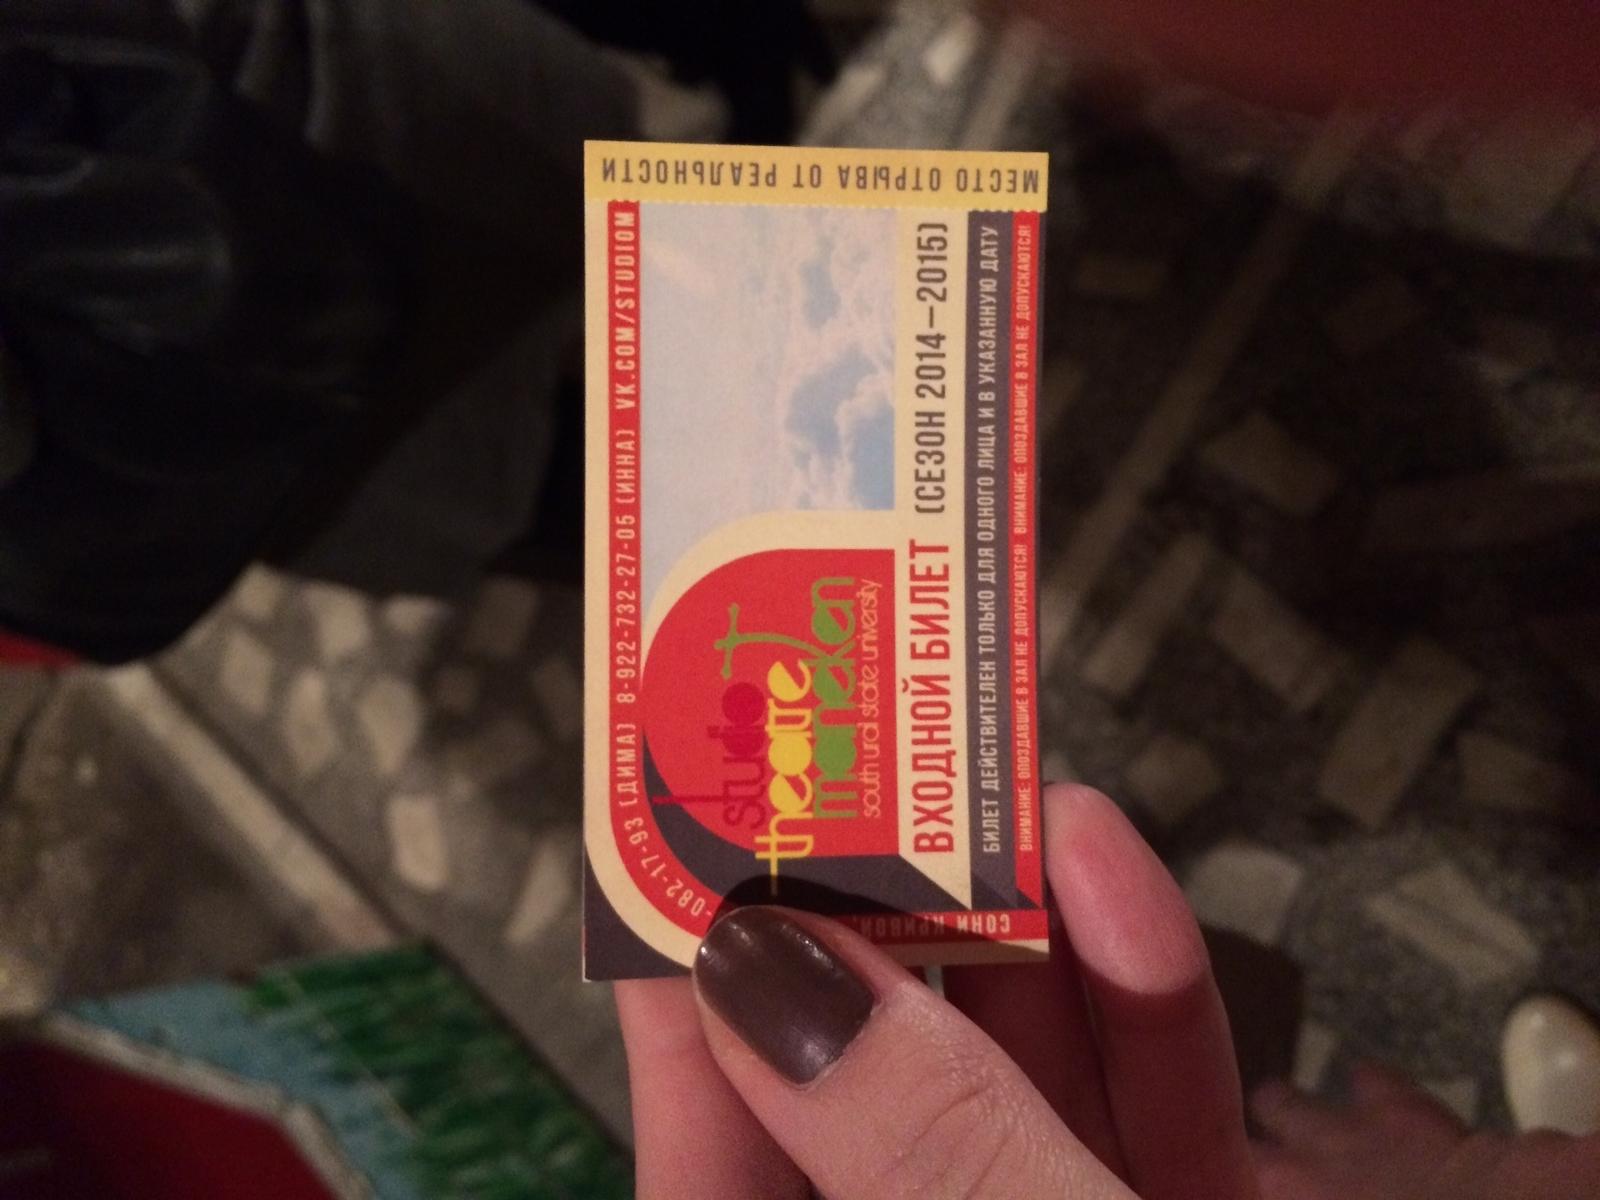 МЕСТО ОТРЫВА ОТ РЕАЛЬНОСТИ
-082-17-93 (ДИМА) 8-922-732-27-05 (ИННА) VK.COM/STUDIOM
studio
theatre
maneken
south ural state university
ВХОДНОЙ БИЛЕТ (СЕЗОН 2014–2015)
БИЛЕТ ДЕЙСТВИТЕЛЕН ТОЛЬКО ДЛЯ ОДНОГО ЛИЦА И В УКАЗАННУЮ ДАТУ
ВНИМАНИЕ: ОПОЗДАВШИЕ В ЗАЛ НЕ ДОПУСКАЮТСЯ! ВНИМАНИЕ: ОПОЗДАВШИЕ В ЗАЛ НЕ ДОПУСКАЮТСЯ!
СОНИ КРИВОЙ,